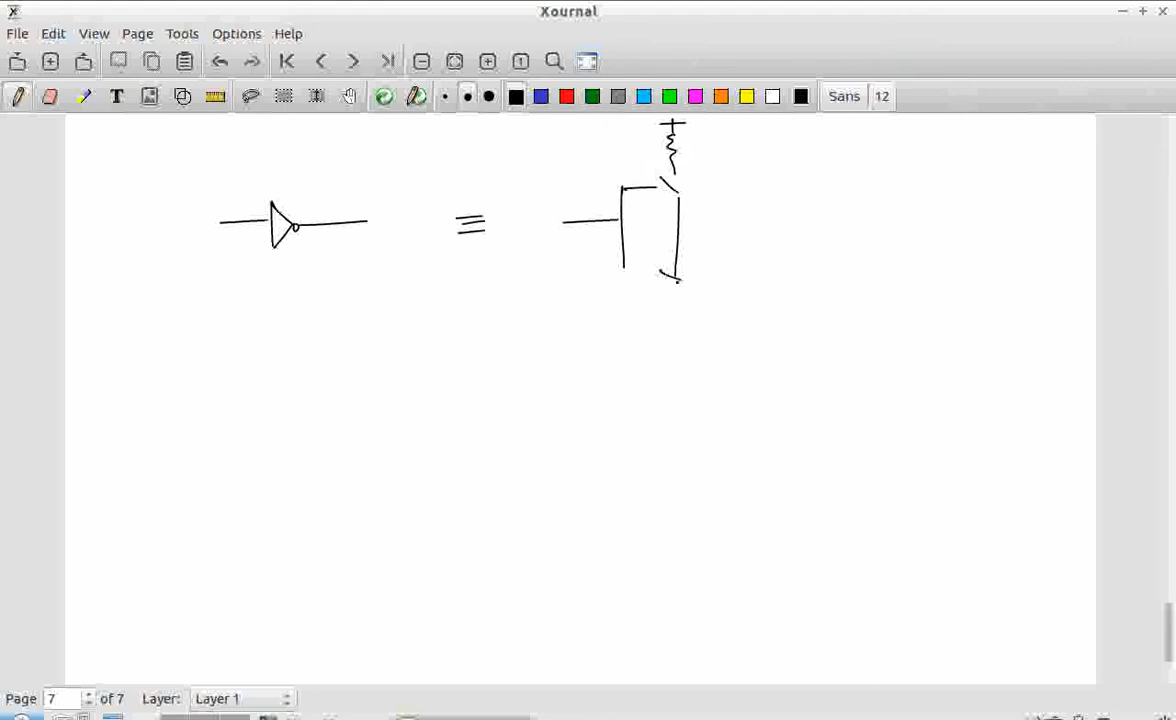 Xournal
File Edit View Page Tools Options Help
Sans 12
Page 7 of 7 Layer: Layer 1